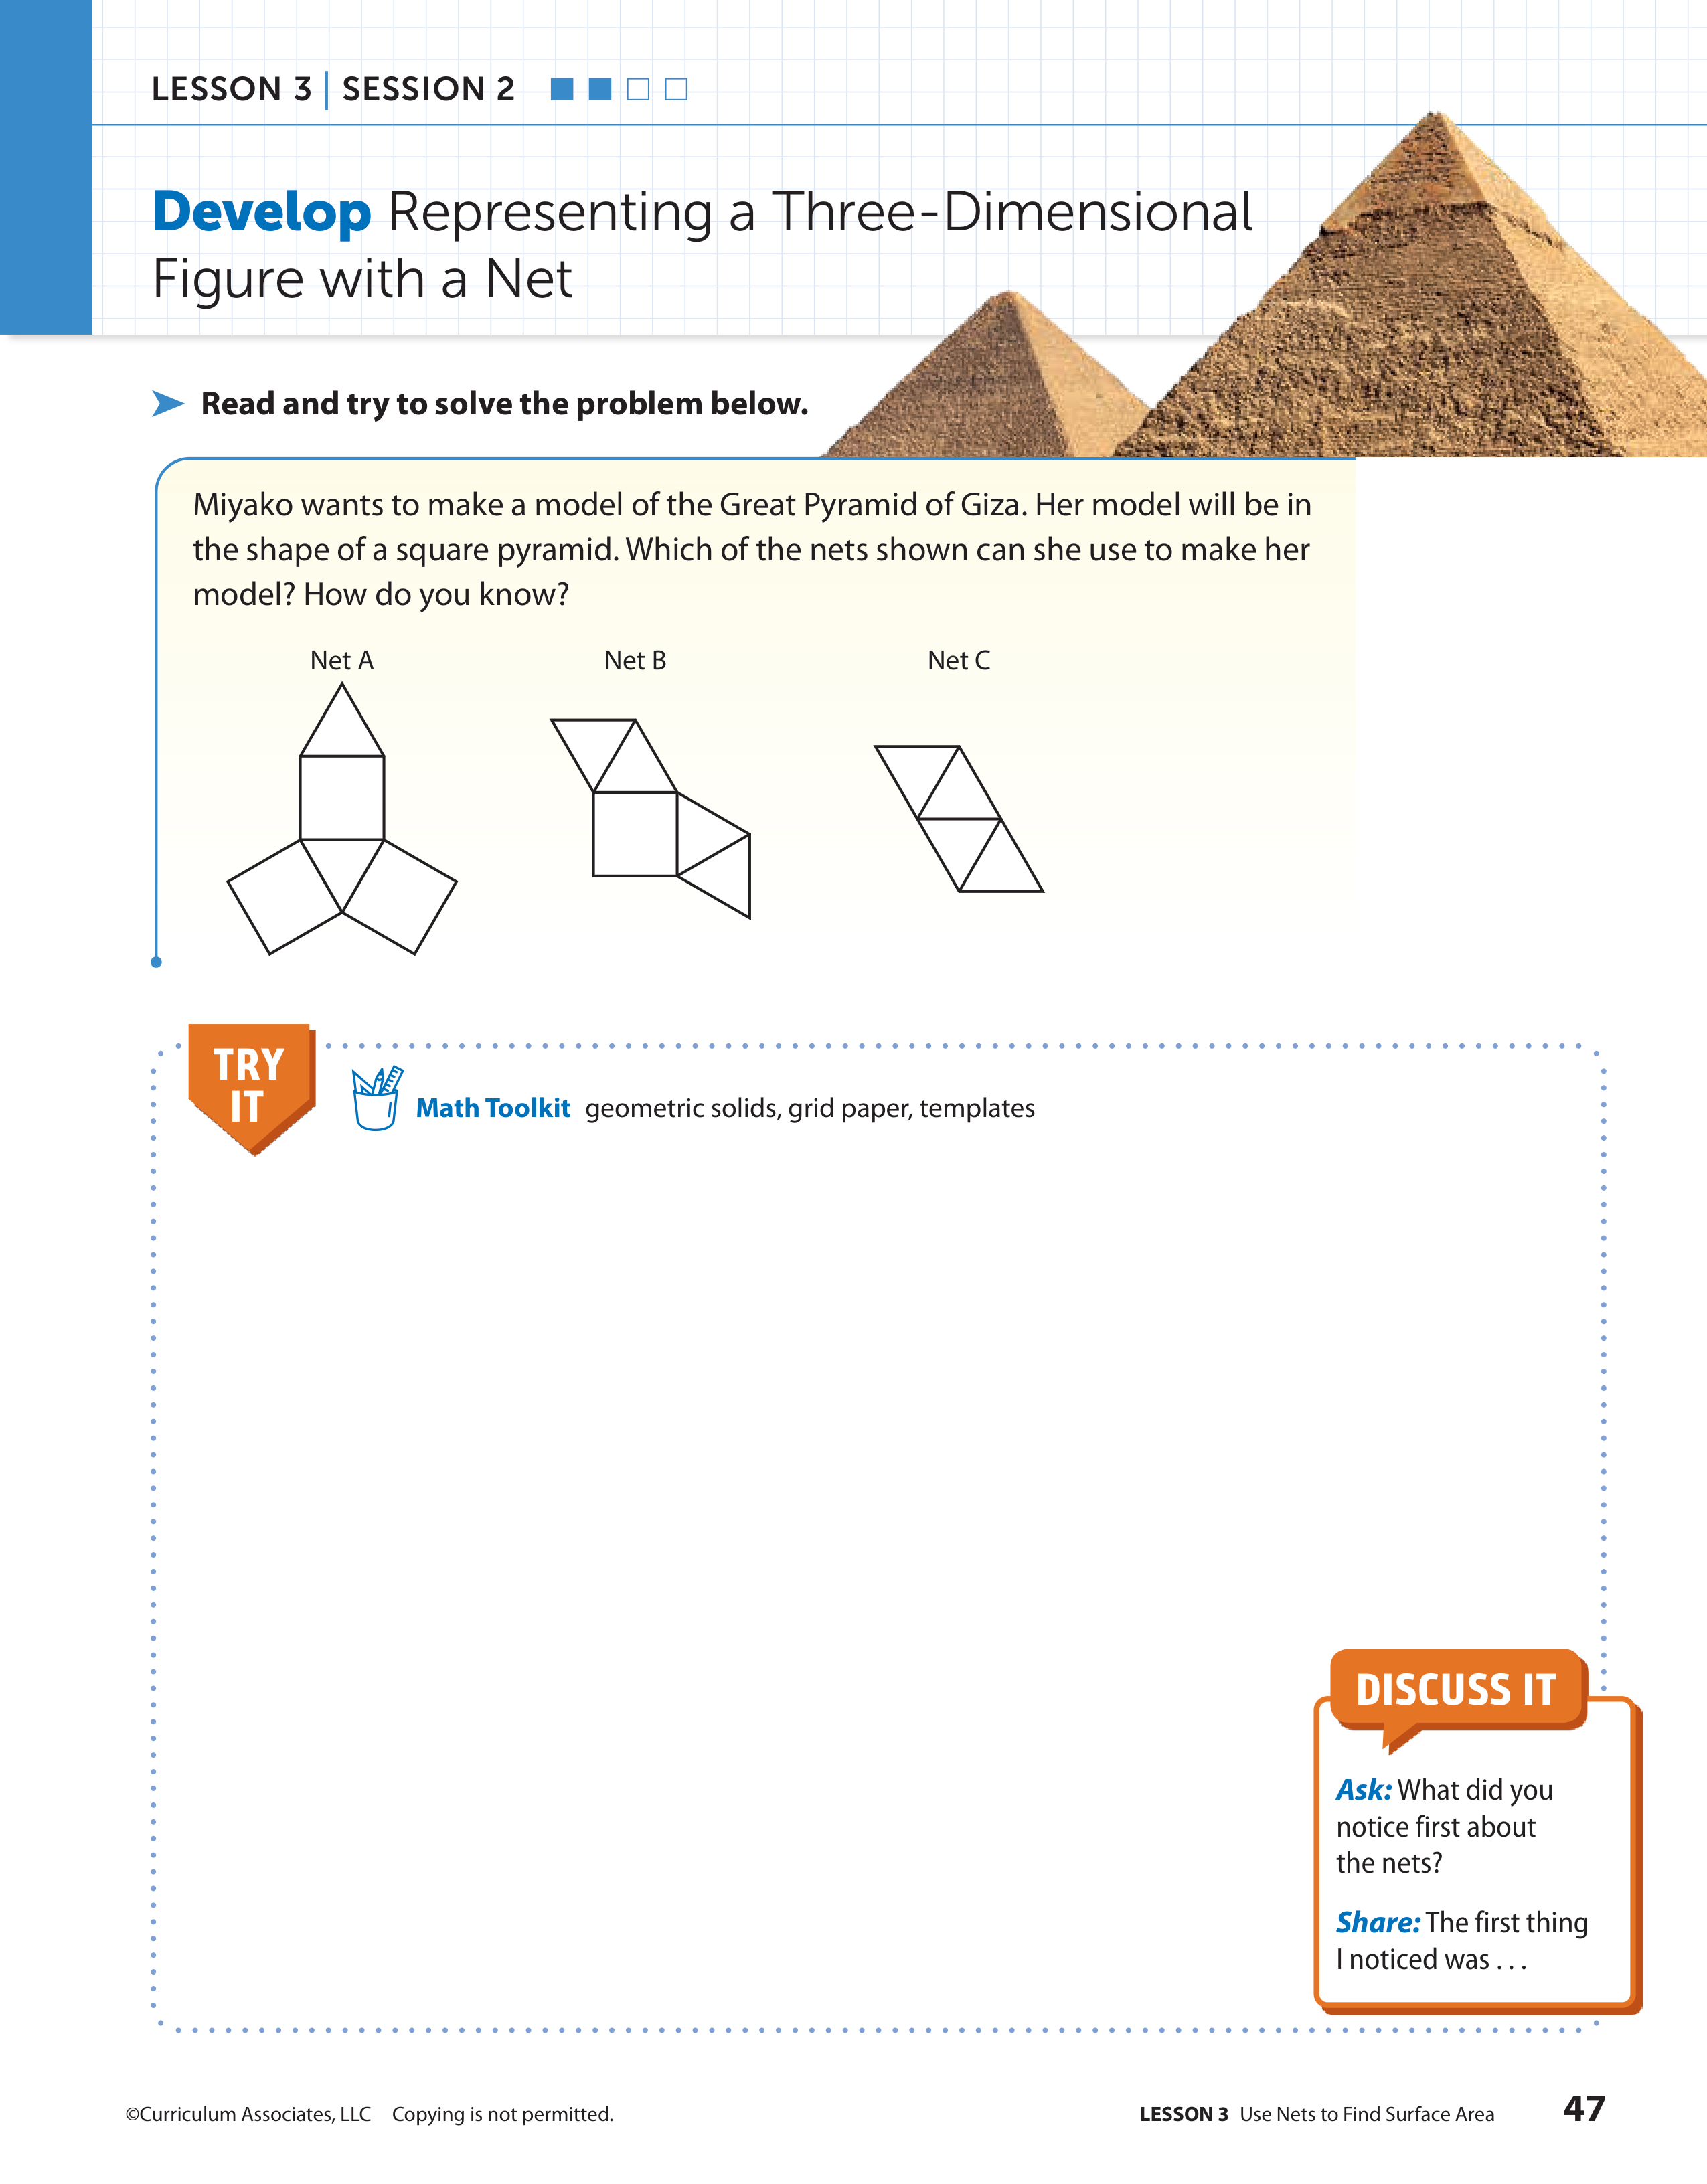 LESSON 3 | SESSION 2
Develop Representing a Three-Dimensional
Figure with a Net
Read and try to solve the problem below.
Miyako wants to make a model of the Great Pyramid of Giza. Her model will be in
the shape of a square pyramid. Which of the nets shown can she use to make her
model? How do you know?
Net A
Net B
Net C
TRY
IT
Math Toolkit geometric solids, grid paper, templates
DISCUSS IT
Ask: What did you
notice first about
the nets?
Share: The first thing
I noticed was . . .
©Curriculum Associates, LLC Copying is not permitted.
LESSON 3 Use Nets to Find Surface Area
47